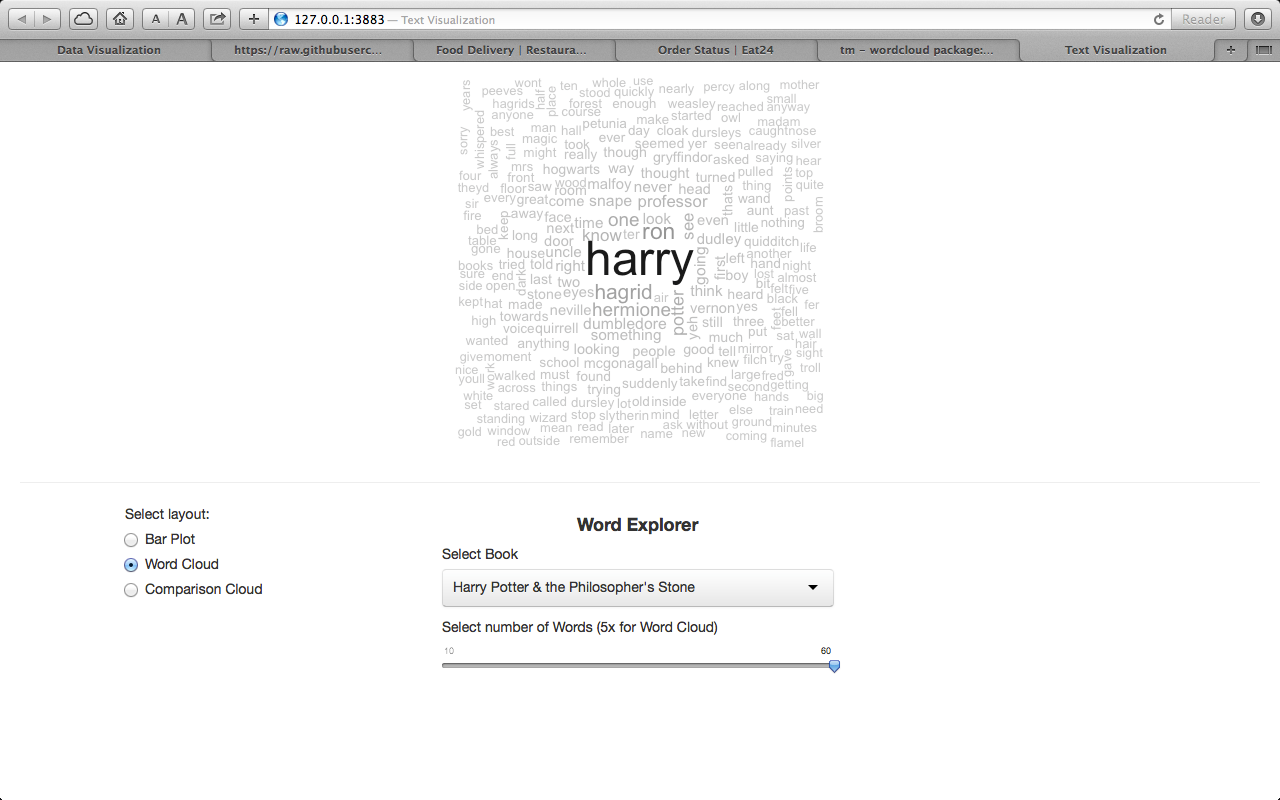 A A + 127.0.0.1:3883 — Text Visualization Reader
Data Visualization https://raw.githubuserc... Food Delivery | Restaura... Order Status | Eat24 tm - wordcloud package:... Text Visualization +
years peeves wont half place ten whole use nearly percy along mother
hagrids stood quickly forest enough weasley reached small anyway
anyone course petunia make started owl madam
sorry whispered best man hall day cloak dursleys caught nose
always full magic took ever seemed yer seen already silver
might really though gryffindor asked saying hear
four mrs hogwarts way thought turned pulled points top
theyd front floor saw wood room malfoy never head thats thing quite
sir every great come snape professor wand broom
fire keep away face time one look see even aunt past
bed long next know ter ron little nothing
table door dudley quidditch
gone house uncle harry going first left another life
books tried told right boy hand night
sure end dark last two lost almost
side open stone eyes hagrid air potter think heard bit felt five
kept hat made neville hermione vernon yes black fer
high towards dumbledore yeh still three feet fell better
voice quirrell something much put sat wall
wanted anything looking people good tell mirror hair
give moment school mcgonagall behind knew filch try gave sight
nice work must found large fred troll
youll walked across things trying suddenly take find second getting
white called dursley lot old inside everyone hands big
set stared wizard stop slytherin mind letter else train need
standing mean read later ask without ground
gold window name new coming minutes
red outside remember flamel
Select layout:
Bar Plot
Word Cloud
Comparison Cloud
Word Explorer
Select Book
Harry Potter & the Philosopher's Stone
Select number of Words (5x for Word Cloud)
10 60